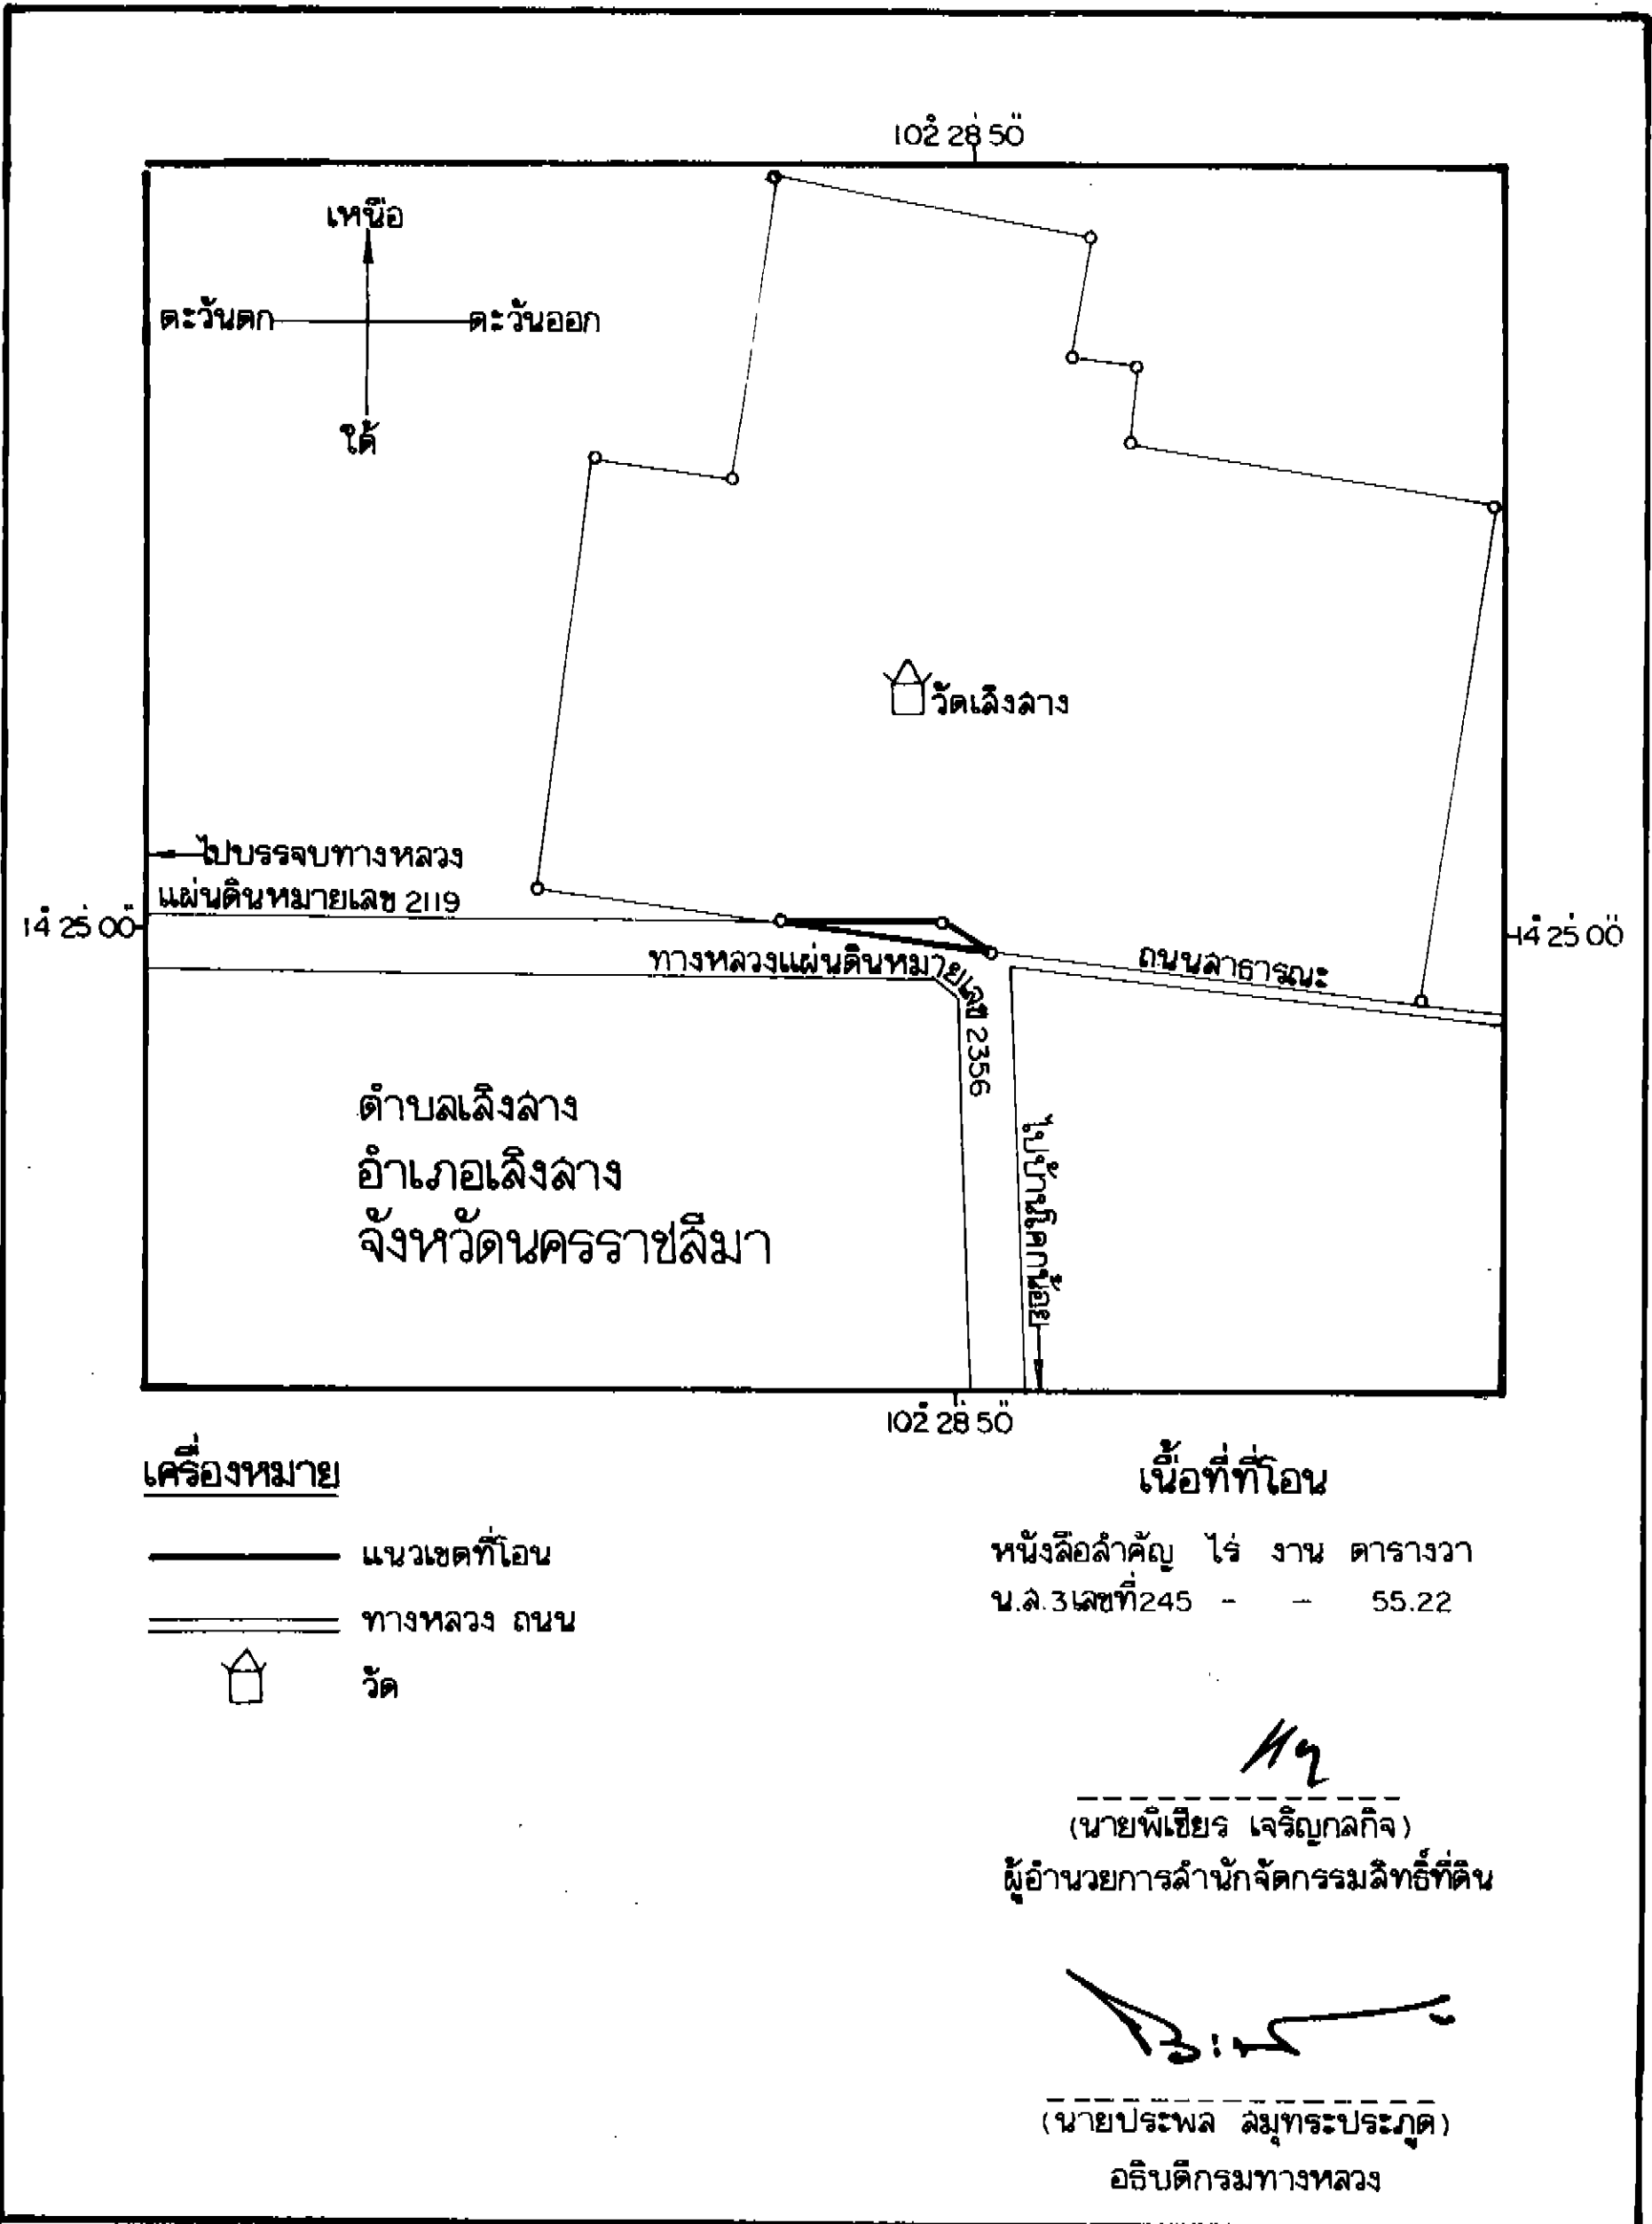 102° 28' 50"
เหนือ
ตะวันตก ตะวันออก
ใต้
วัดเสิงสาง
ไปบรรจบทางหลวง
แผ่นดินหมายเลข 2119
14° 25' 00" 14° 25' 00"
ทางหลวงแผ่นดินหมายเลข 2356
ถนนสาธารณะ
ตำบลเสิงสาง
อำเภอเสิงสาง
จังหวัดนครราชสีมา
102° 28' 50"
เครื่องหมาย
แนวเขตที่โอน
ทางหลวง ถนน
วัด
เนื้อที่ที่โอน
หนังสือสำคัญ ไร่ งาน ตารางวา
น.ส.3เลขที่245 - - 55.22
(นายพิเชียร เจริญกลกิจ)
ผู้อำนวยการสำนักจัดกรรมสิทธิ์ที่ดิน
(นายประพล สมุทระประภูต)
อธิบดีกรมทางหลวง